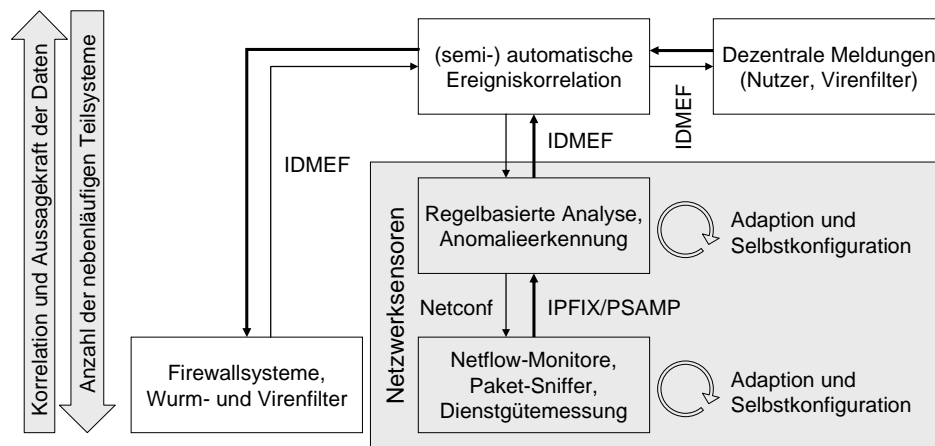 Korrelation und Aussagekraft der Daten
Anzahl der nebenläufigen Teilsysteme
(semi-) automatische
Ereigniskorrelation
Dezentrale Meldungen
(Nutzer, Virenfilter)
IDMEF
IDMEF
IDMEF
Netzwerksensoren
Regelbasierte Analyse,
Anomalieerkennung
Adaption und
Selbstkonfiguration
Netconf
IPFIX/PSAMP
Firewallsysteme,
Wurm- und Virenfilter
Netflow-Monitore,
Paket-Sniffer,
Dienstgütemessung
Adaption und
Selbstkonfiguration